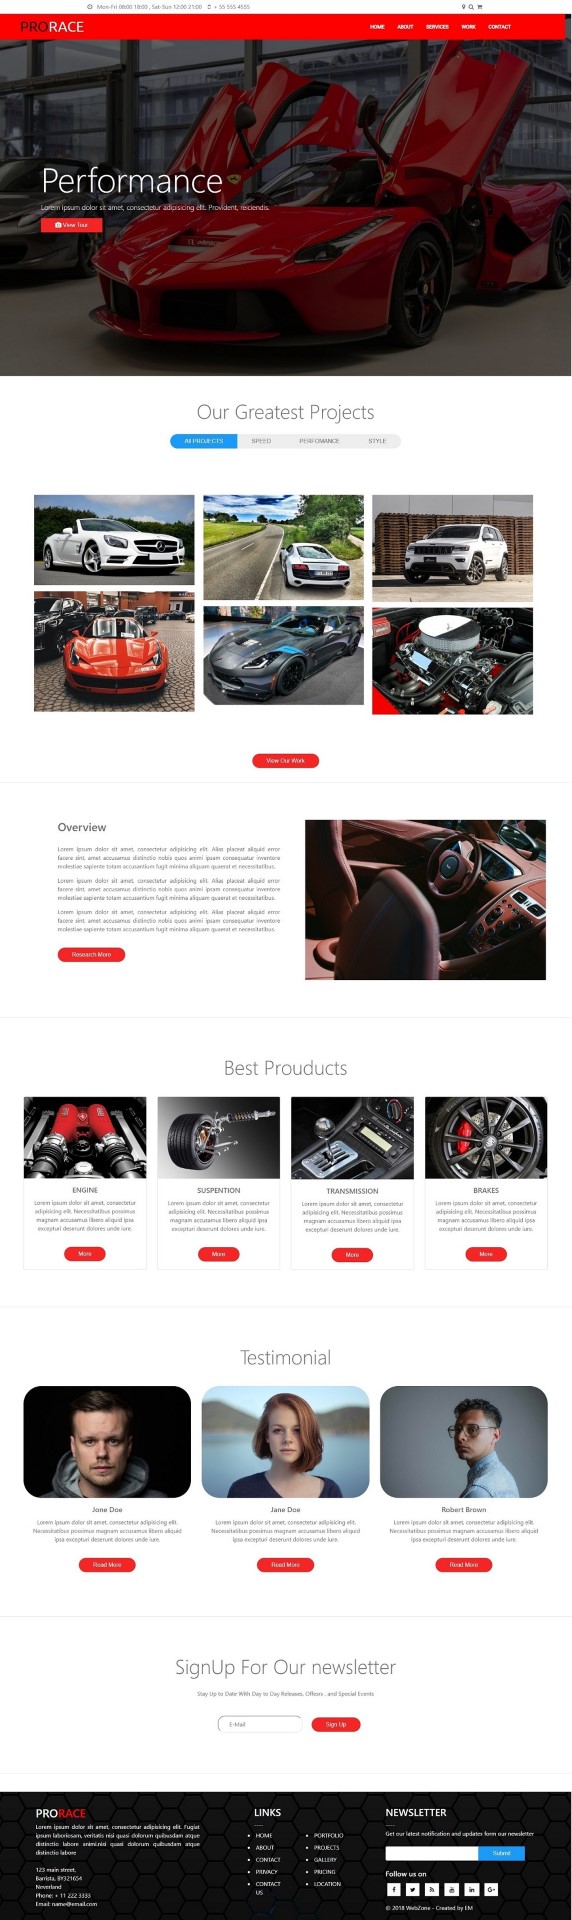 Mon-Fri 08:00 18:00 , Sat-Sun 12:00 21:00 + 55 555 4555
PRORACE
HOME ABOUT SERVICES WORK CONTACT
Performance
Lorem ipsum dolor sit amet, consectetur adipisicing elit. Provident, reiciendis.
View Tour
Our Greatest Projects
All PROJECTS SPEED PERFOMANCE STYLE
View Our Work
Overview
Lorem ipsum dolor sit amet, consectetur adipisicing elit. Alias placeat aliquid error
facere sint, amet accusamus distinctio nobis quos animi ipsam consequatur inventore
molestiae sapiente totam accusantium fugit minima aliquam quaerat et necessitatibus.
Lorem ipsum dolor sit amet, consectetur adipisicing elit. Alias placeat aliquid error
facere sint, amet accusamus distinctio nobis quos animi ipsam consequatur inventore
molestiae sapiente totam accusantium fugit minima aliquam quaerat et necessitatibus.
Lorem ipsum dolor sit amet, consectetur adipisicing elit. Alias placeat aliquid error
facere sint, amet accusamus distinctio nobis quos animi ipsam consequatur inventore
molestiae sapiente totam accusantium fugit minima aliquam quaerat et necessitatibus.
Research More
Best Prouducts
ENGINE
Lorem ipsum dolor sit amet, consectetur
adipisicing elit. Necessitatibus possimus
magnam accusamus libero aliquid ipsa
excepturi deserunt dolores unde iure.
More
SUSPENTION
Lorem ipsum dolor sit amet, consectetur
adipisicing elit. Necessitatibus possimus
magnam accusamus libero aliquid ipsa
excepturi deserunt dolores unde iure.
More
TRANSMISSION
Lorem ipsum dolor sit amet, consectetur
adipisicing elit. Necessitatibus possimus
magnam accusamus libero aliquid ipsa
excepturi deserunt dolores unde iure.
More
BRAKES
Lorem ipsum dolor sit amet, consectetur
adipisicing elit. Necessitatibus possimus
magnam accusamus libero aliquid ipsa
excepturi deserunt dolores unde iure.
More
Testimonial
Jone Doe
Lorem ipsum dolor sit amet, consectetur adipisicing elit.
Necessitatibus possimus magnam accusamus libero aliquid
ipsa excepturi deserunt dolores unde iure.
Read More
Jane Doe
Lorem ipsum dolor sit amet, consectetur adipisicing elit.
Necessitatibus possimus magnam accusamus libero aliquid
ipsa excepturi deserunt dolores unde iure.
Read More
Robert Brown
Lorem ipsum dolor sit amet, consectetur adipisicing elit.
Necessitatibus possimus magnam accusamus libero aliquid
ipsa excepturi deserunt dolores unde iure.
Read More
SignUp For Our newsletter
Stay Up to Date With Day to Day Releases, Offesrs , and Special Events
E-Mail Sign Up
PRORACE
Lorem ipsum dolor sit amet, consectetur adipisicing elit. Fugiat
ipsum laboriosam, veritatis nisi quasi dolorum quibusdam atque
distinctio labore animi.nisi quasi dolorum quibusdam atque
distinctio labore
123 main street,
Barrista, BY321654
Neverland
Phone: + 11 222 3333
Email: name@email.com
LINKS
HOME
ABOUT
CONTACT
PRIVACY
CONTACT
US
PORTFOLIO
PROJECTS
GALLERY
PRICING
LOCATION
NEWSLETTER
Get our latest notification and updates form our newsletter
Submit
Follow us on
© 2018 WebZone - Created by EM